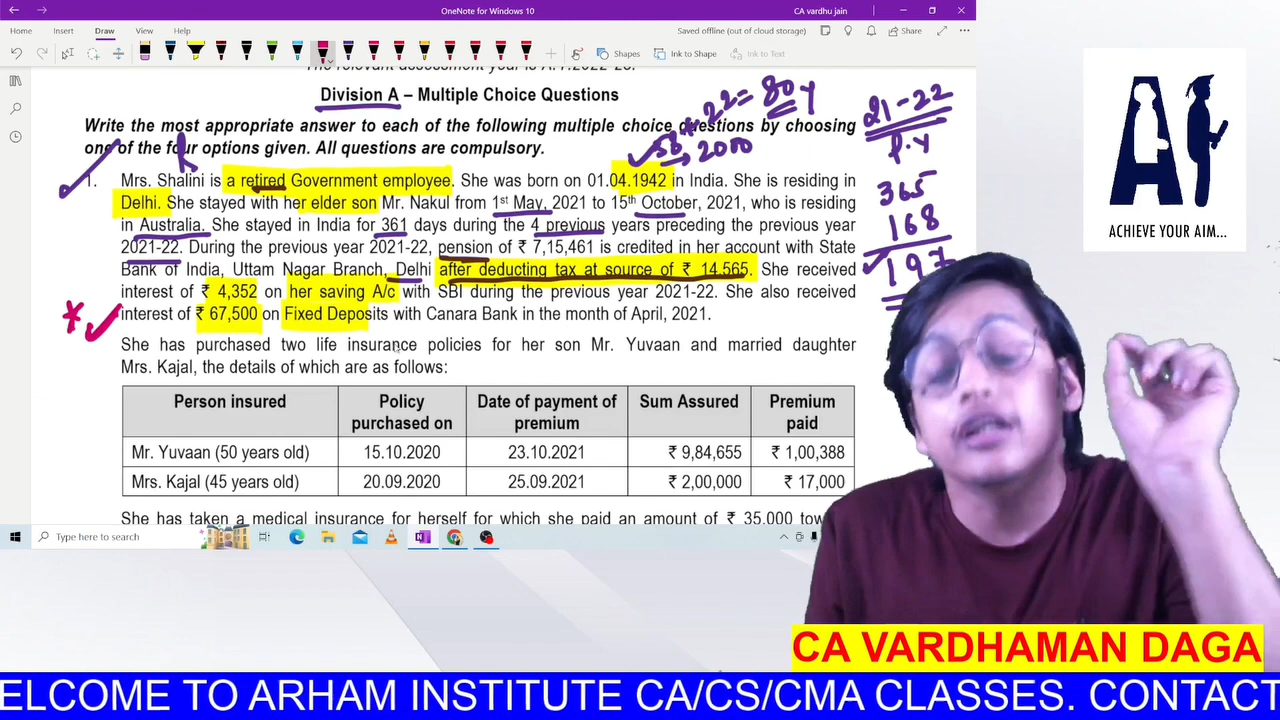 OneNote for Windows 10
CA vardhu jain
Home Insert Draw View Help
Saved offline (out of cloud storage)
Share
Shapes
Ink to Shape
Ink to Text
The relevant assessment year is A.Y.2022-23.
Division A – Multiple Choice Questions
Write the most appropriate answer to each of the following multiple choice questions by choosing
one of the four options given. All questions are compulsory.
58 + 22 = 80 y
2000
21-22
P.Y
365
168
197
1. Mrs. Shalini is a retired Government employee. She was born on 01.04.1942 in India. She is residing in
Delhi. She stayed with her elder son Mr. Nakul from 1st May, 2021 to 15th October, 2021, who is residing
in Australia. She stayed in India for 361 days during the 4 previous years preceding the previous year
2021-22. During the previous year 2021-22, pension of ₹ 7,15,461 is credited in her account with State
Bank of India, Uttam Nagar Branch, Delhi after deducting tax at source of ₹ 14,565. She received
interest of ₹ 4,352 on her saving A/c with SBI during the previous year 2021-22. She also received
interest of ₹ 67,500 on Fixed Deposits with Canara Bank in the month of April, 2021.
She has purchased two life insurance policies for her son Mr. Yuvaan and married daughter
Mrs. Kajal, the details of which are as follows:
Person insured Policy purchased on Date of payment of premium Sum Assured Premium paid
Mr. Yuvaan (50 years old) 15.10.2020 23.10.2021 ₹ 9,84,655 ₹ 1,00,388
Mrs. Kajal (45 years old) 20.09.2020 25.09.2021 ₹ 2,00,000 ₹ 17,000
She has taken a medical insurance for herself for which she paid an amount of ₹ 35,000
Type here to search
AI
ACHIEVE YOUR AIM...
CA VARDHAMAN DAGA
ELCOME TO ARHAM INSTITUTE CA/CS/CMA CLASSES. CONTACT